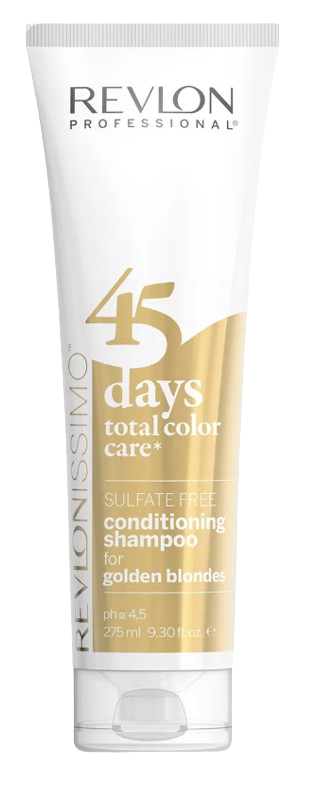 REVLON
PROFESSIONAL®
REVLONISSIMO™
45
days
total color
care*
SULFATE FREE
conditioning
shampoo
for
golden blondes
ph≅4,5
275 ml 9.30 fl. oz. ℮